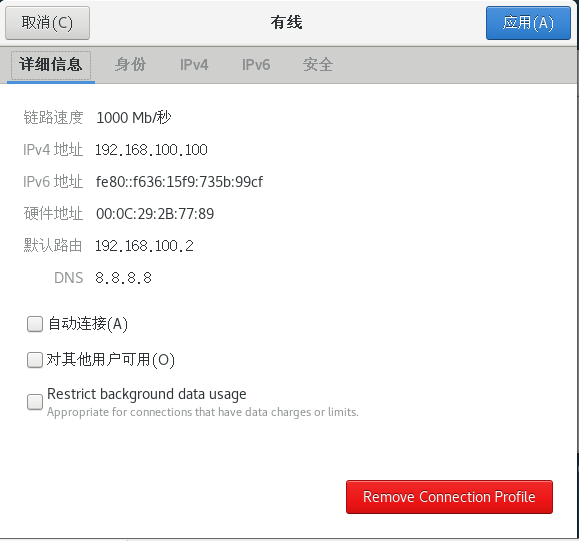 取消(C) 有线 应用(A)
详细信息 身份 IPv4 IPv6 安全
链路速度 1000 Mb/秒
IPv4 地址 192.168.100.100
IPv6 地址 fe80::f636:15f9:735b:99cf
硬件地址 00:0C:29:2B:77:89
默认路由 192.168.100.2
DNS 8.8.8.8
自动连接(A)
对其他用户可用(O)
Restrict background data usage
Appropriate for connections that have data charges or limits.
Remove Connection Profile